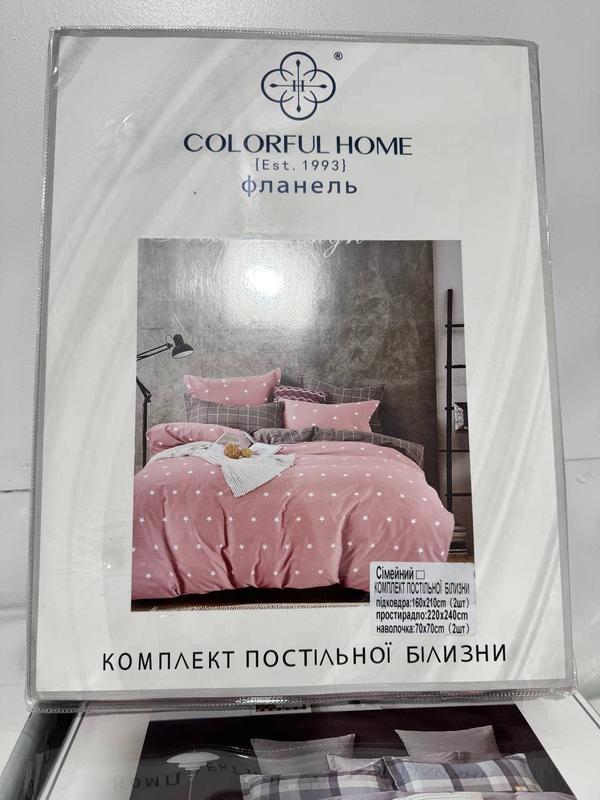 ®
H
COLORFUL HOME
{Est. 1993}
фланель
Сімейний
КОМПЛЕКТ ПОСТІЛЬНОЇ БІЛИЗНИ
підковдра:160x210cm (2шт)
простирадло:220x240cm
наволочка:70x70cm (2шт)
КОМПЛЕКТ ПОСТІЛЬНОЇ БІЛИЗНИ